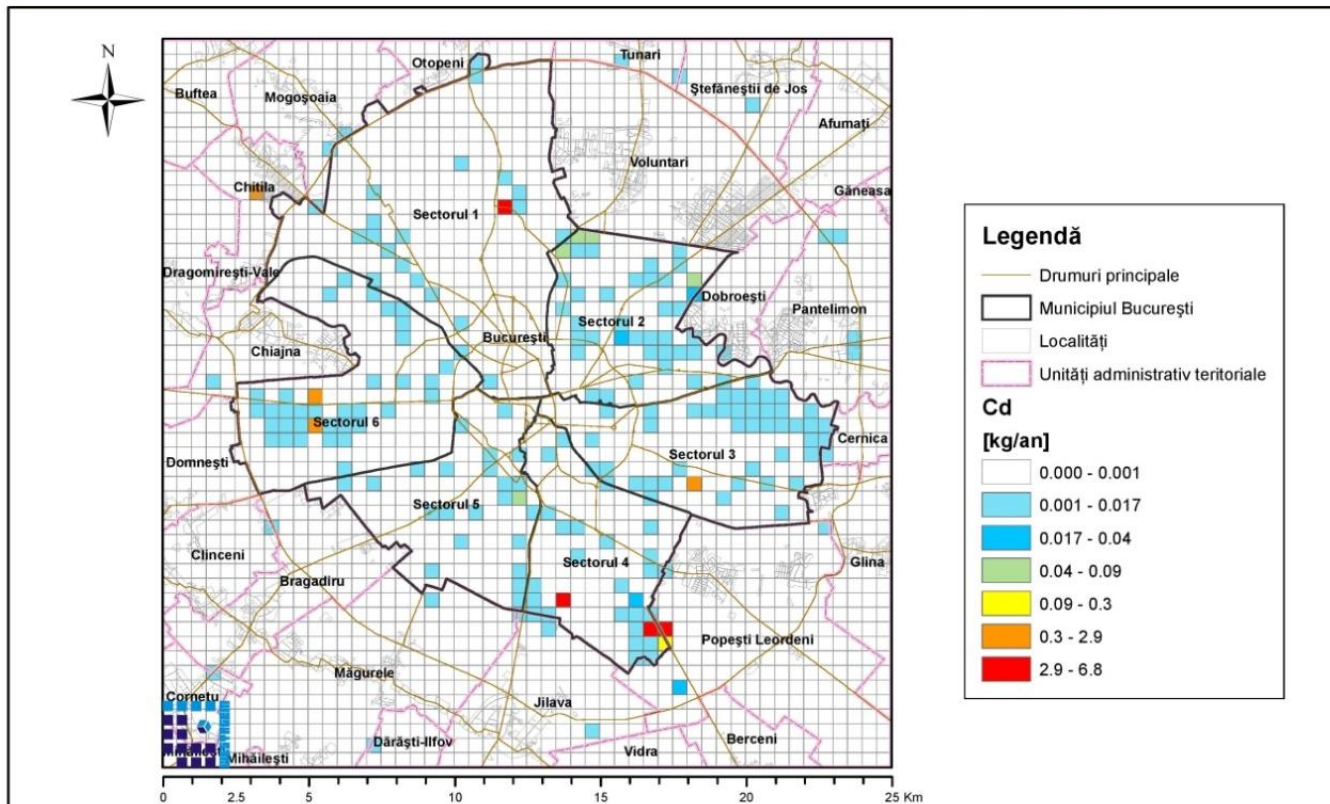 N
Otopeni
Tunari
Ştefăneştii de Jos
Buftea
Mogoşoaia
Afumaţi
Voluntari
Găneasa
Chitila
Sectorul 1
Dragomireşti-Vale
Dobroeşti
Pantelimon
Sectorul 2
Bucureşti
Chiajna
Sectorul 6
Cernica
Domneşti
Sectorul 3
Sectorul 5
Clinceni
Glina
Bragadiru
Sectorul 4
Popeşti Leordeni
Măgurele
Cornetu
Jilava
Berceni
Dărăşti-Ilfov
Vidra
Mihăileşti
0 2.5 5 10 15 20 25 Km
Legendă
Drumuri principale
Municipiul Bucureşti
Localităţi
Unităţi administrativ teritoriale
Cd
[kg/an]
0.000 - 0.001
0.001 - 0.017
0.017 - 0.04
0.04 - 0.09
0.09 - 0.3
0.3 - 2.9
2.9 - 6.8